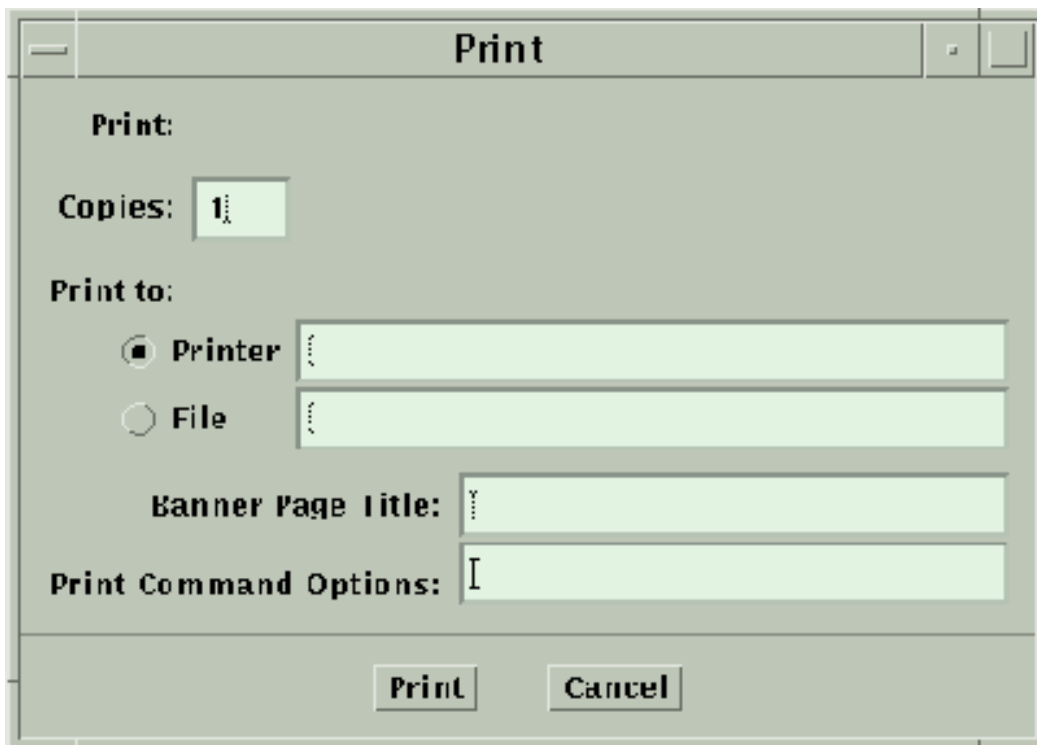 Print
Print:
Copies: 1
Print to:
Printer
File
Banner Page Title:
Print Command Options:
Print Cancel